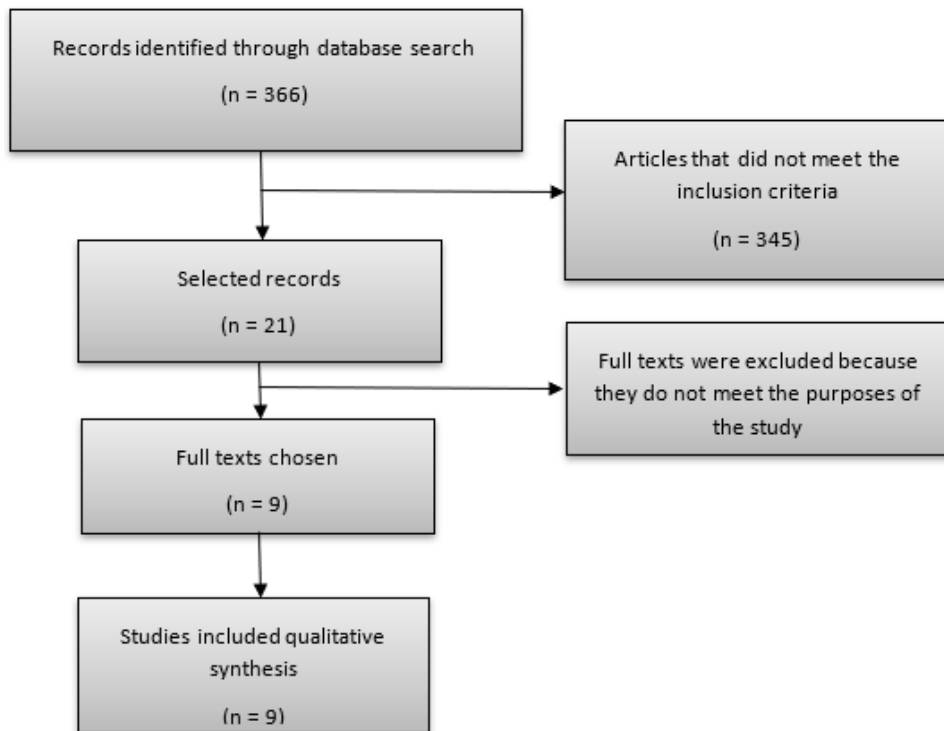 Records identified through database search
(n = 366)
Articles that did not meet the
inclusion criteria
(n = 345)
Selected records
(n = 21)
Full texts were excluded because
they do not meet the purposes of
the study
Full texts chosen
(n = 9)
Studies included qualitative
synthesis
(n = 9)